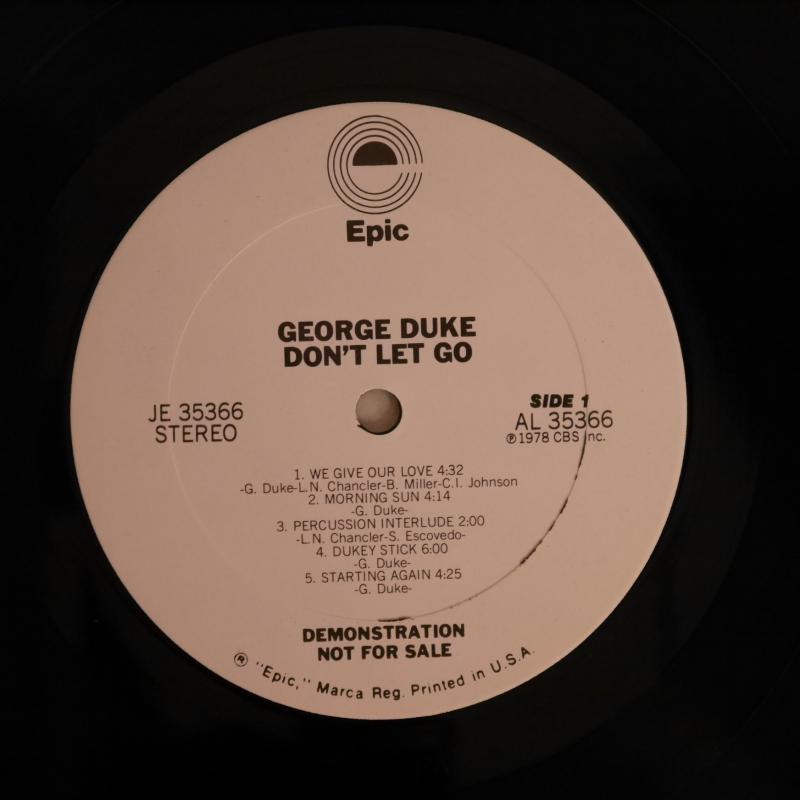 Epic
GEORGE DUKE
DON'T LET GO
JE 35366
STEREO
SIDE 1
AL 35366
℗1978 CBS Inc.
1. WE GIVE OUR LOVE 4:32
-G. Duke-L.N. Chancler-B. Miller-C.I. Johnson
2. MORNING SUN 4:14
-G. Duke-
3. PERCUSSION INTERLUDE 2:00
-L.N. Chancler-S. Escovedo-
4. DUKEY STICK 6:00
-G. Duke-
5. STARTING AGAIN 4:25
-G. Duke-
DEMONSTRATION
NOT FOR SALE
® "Epic," Marca Reg. Printed in U.S.A.